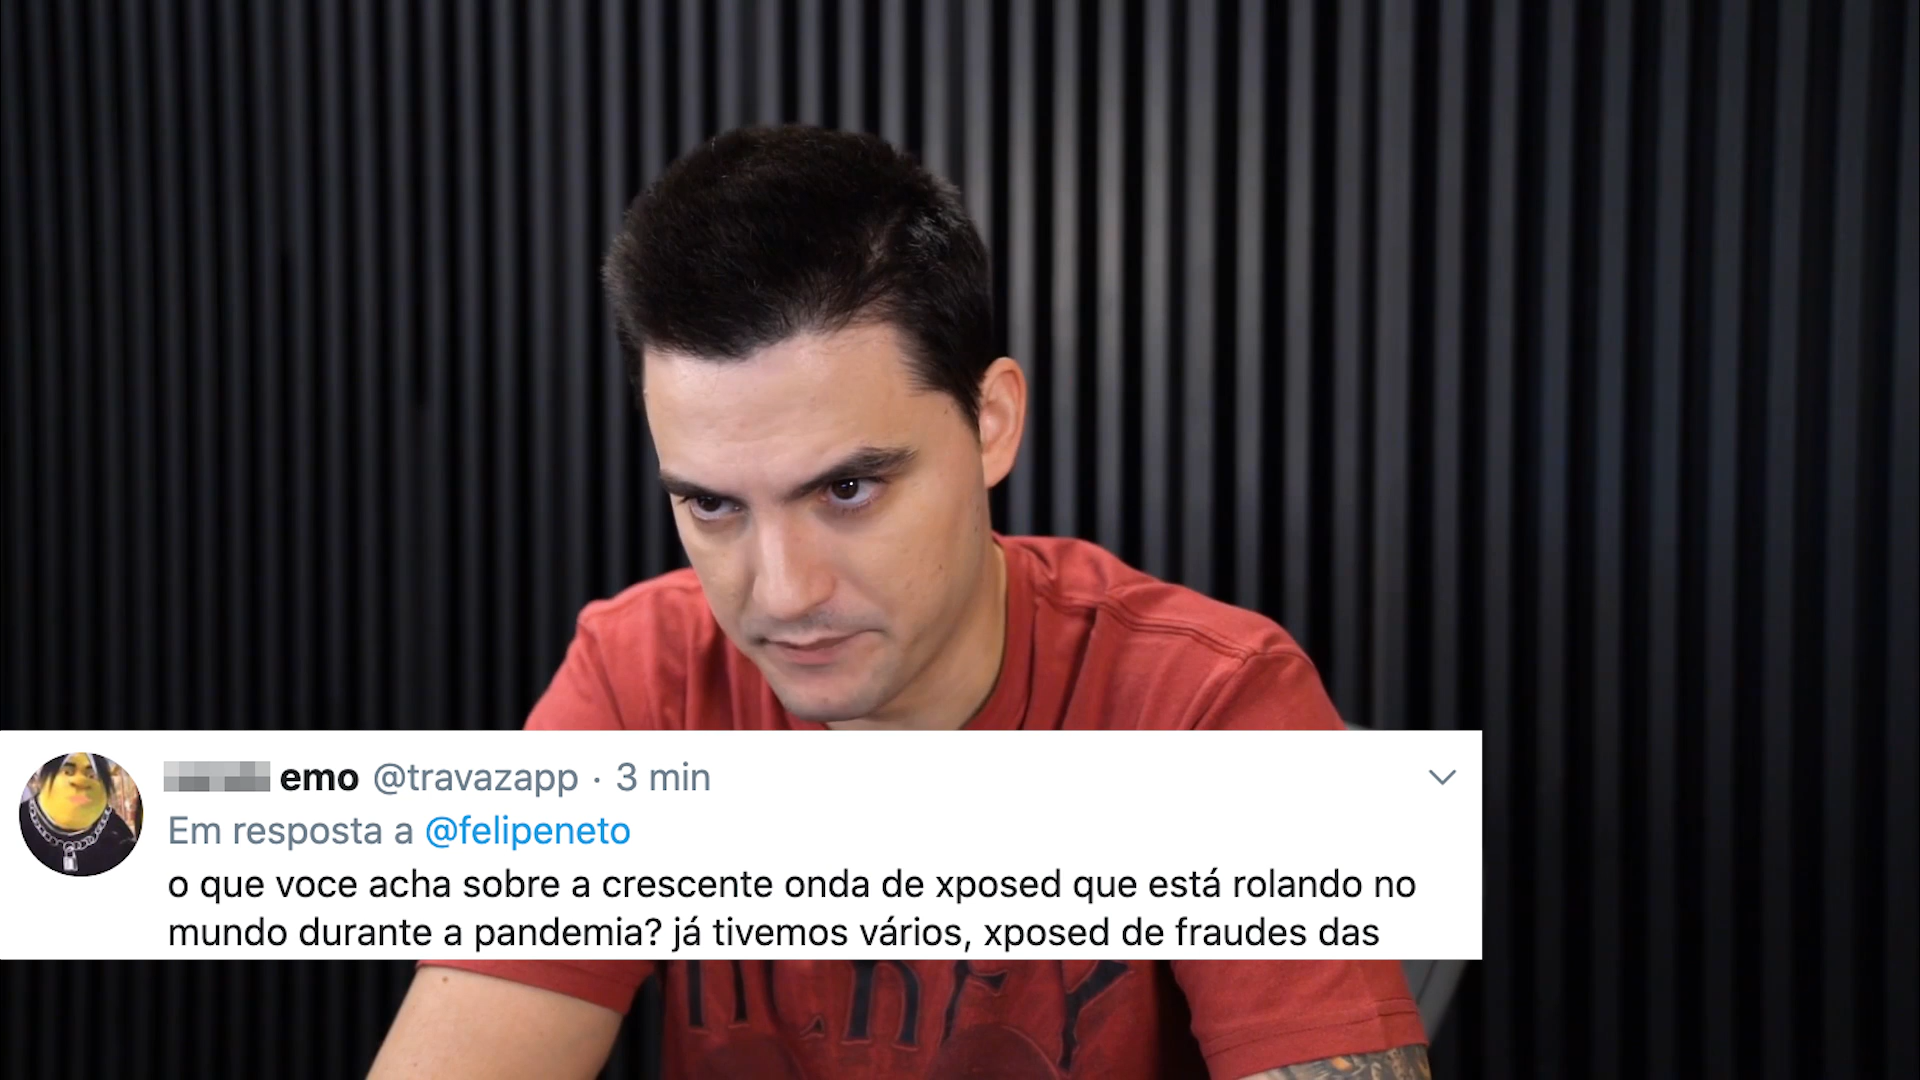 emo @travazapp · 3 min
Em resposta a @felipeneto
o que voce acha sobre a crescente onda de xposed que está rolando no
mundo durante a pandemia? já tivemos vários, xposed de fraudes das